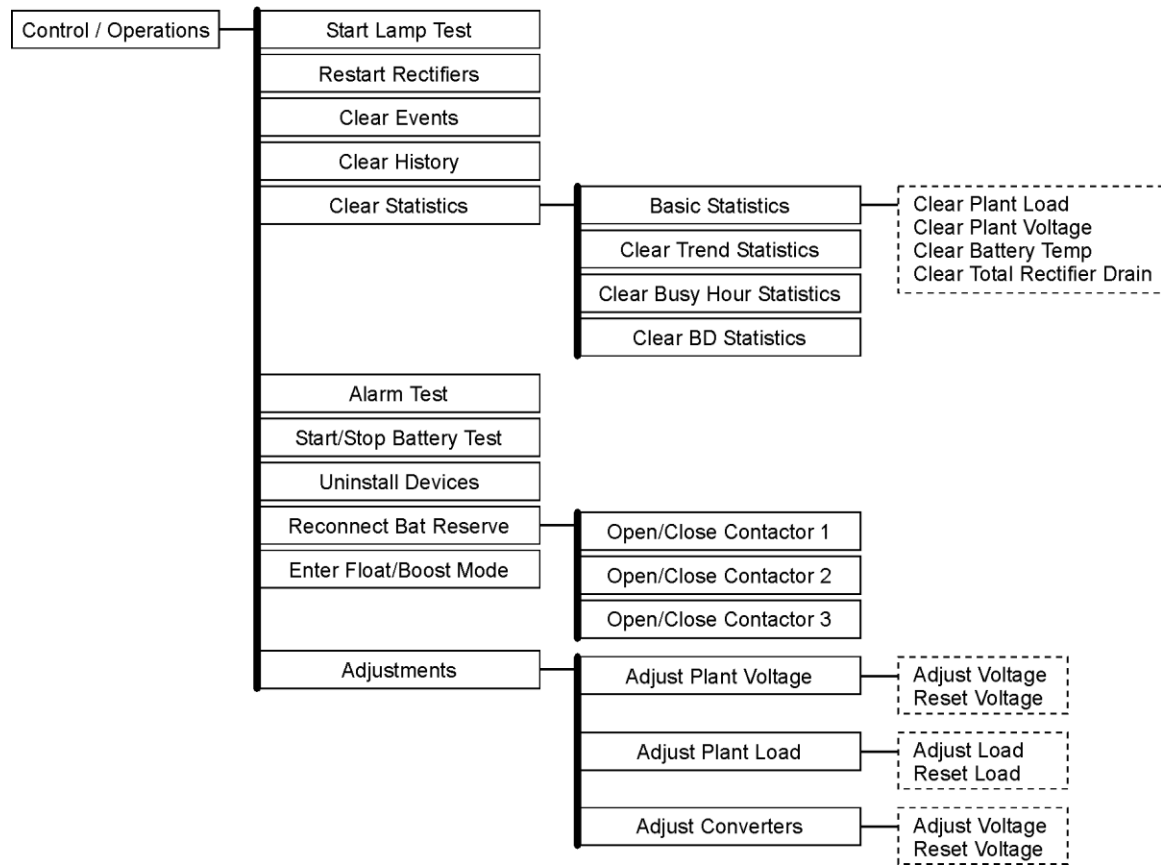 Control / Operations
Start Lamp Test
Restart Rectifiers
Clear Events
Clear History
Clear Statistics
Basic Statistics
Clear Plant Load
Clear Plant Voltage
Clear Battery Temp
Clear Total Rectifier Drain
Clear Trend Statistics
Clear Busy Hour Statistics
Clear BD Statistics
Alarm Test
Start/Stop Battery Test
Uninstall Devices
Reconnect Bat Reserve
Open/Close Contactor 1
Open/Close Contactor 2
Open/Close Contactor 3
Enter Float/Boost Mode
Adjustments
Adjust Plant Voltage
Adjust Voltage
Reset Voltage
Adjust Plant Load
Adjust Load
Reset Load
Adjust Converters
Adjust Voltage
Reset Voltage